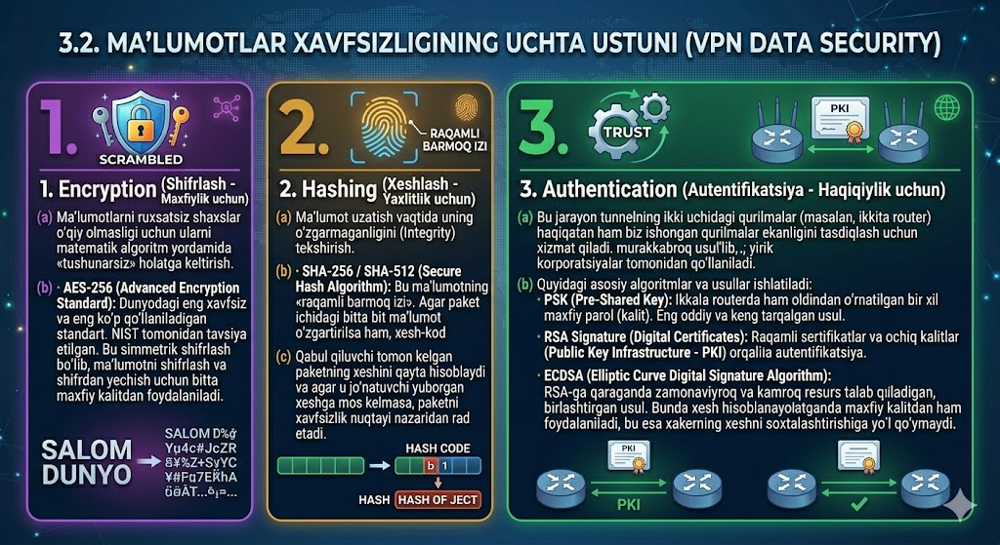 3.2. MA'LUMOTLAR XAVFSIZLIGINING UCHTA USTUNI (VPN DATA SECURITY)
1.
SCRAMBLED
1. Encryption (Shifrlash -
Maxfiylik uchun)
(a) Ma'lumotlarni ruxsatsiz shaxslar
o'qiy olmasligi uchun ularni
matematik algoritm yordamida
«tushunarsiz» holatga keltirish.
(b) · AES-256 (Advanced Encryption
Standard): Dunyodagi eng xavfsiz
va eng ko'p qo'llaniladigan
standart. NIST tomonidan tavsiya
etilgan. Bu simmetrik shifrlash
bo'lib, ma'lumotni shifrlash va
shifrdan yechish uchun bitta
maxfiy kalitdan foydalaniladi.
SALOM
DUNYO
SALOM
2.
RAQAMLI
BARMOQ IZI
2. Hashing (Xeshlash -
Yaxlitlik uchun)
(a) Ma'lumot uzatish vaqtida uning
o'zgarmaganligini (Integrity)
tekshirish.
(b) · SHA-256 / SHA-512 (Secure
Hash Algorithm): Bu ma'lumotning
«raqamli barmoq izi». Agar paket
ichidagi bitta bit ma'lumot
o'zgartirilsa ham, xesh-kod
(c) Qabul qiluvchi tomon kelgan
paketning xeshini qayta hisoblaydi
va agar u jo'natuvchi yuborgan
xeshga mos kelmasa, paketni
xavfsizlik nuqtayi nazaridan rad
etadi.
HASH CODE
b 1
HASH HASH OF JECT
3.
TRUST
PKI
3. Authentication (Autentifikatsiya - Haqiqiylik uchun)
(a) Bu jarayon tunnelning ikki uchidagi qurilmalar (masalan, ikkita router)
haqiqatan ham biz ishongan qurilmalar ekanligini tasdiqlash uchun
xizmat qiladi. murakkabroq usul'lib, .; yirik
korporatsiyalar tomonidan qo'llaniladi.
(b) Quyidagi asosiy algoritmlar va usullar ishlatiladi:
· PSK (Pre-Shared Key): Ikkala routerda ham oldindan o'rnatilgan bir xil
maxfiy parol (kalit). Eng oddiy va keng tarqalgan usul.
· RSA Signature (Digital Certificates): Raqamli sertifikatlar va ochiq kalitlar
(Public Key Infrastructure - PKI) orqaliia autentifikatsiya.
· ECDSA (Elliptic Curve Digital Signature Algorithm):
RSA-ga qaraganda zamonaviyroq va kamroq resurs talab qiladigan,
birlashtirgan usul. Bunda xesh hisoblanayolatganda maxfiy kalitdan ham
foydalaniladi, bu esa xakerning xeshni soxtalashtirishiga yo'l qo'ymaydi.
PKI
PKI